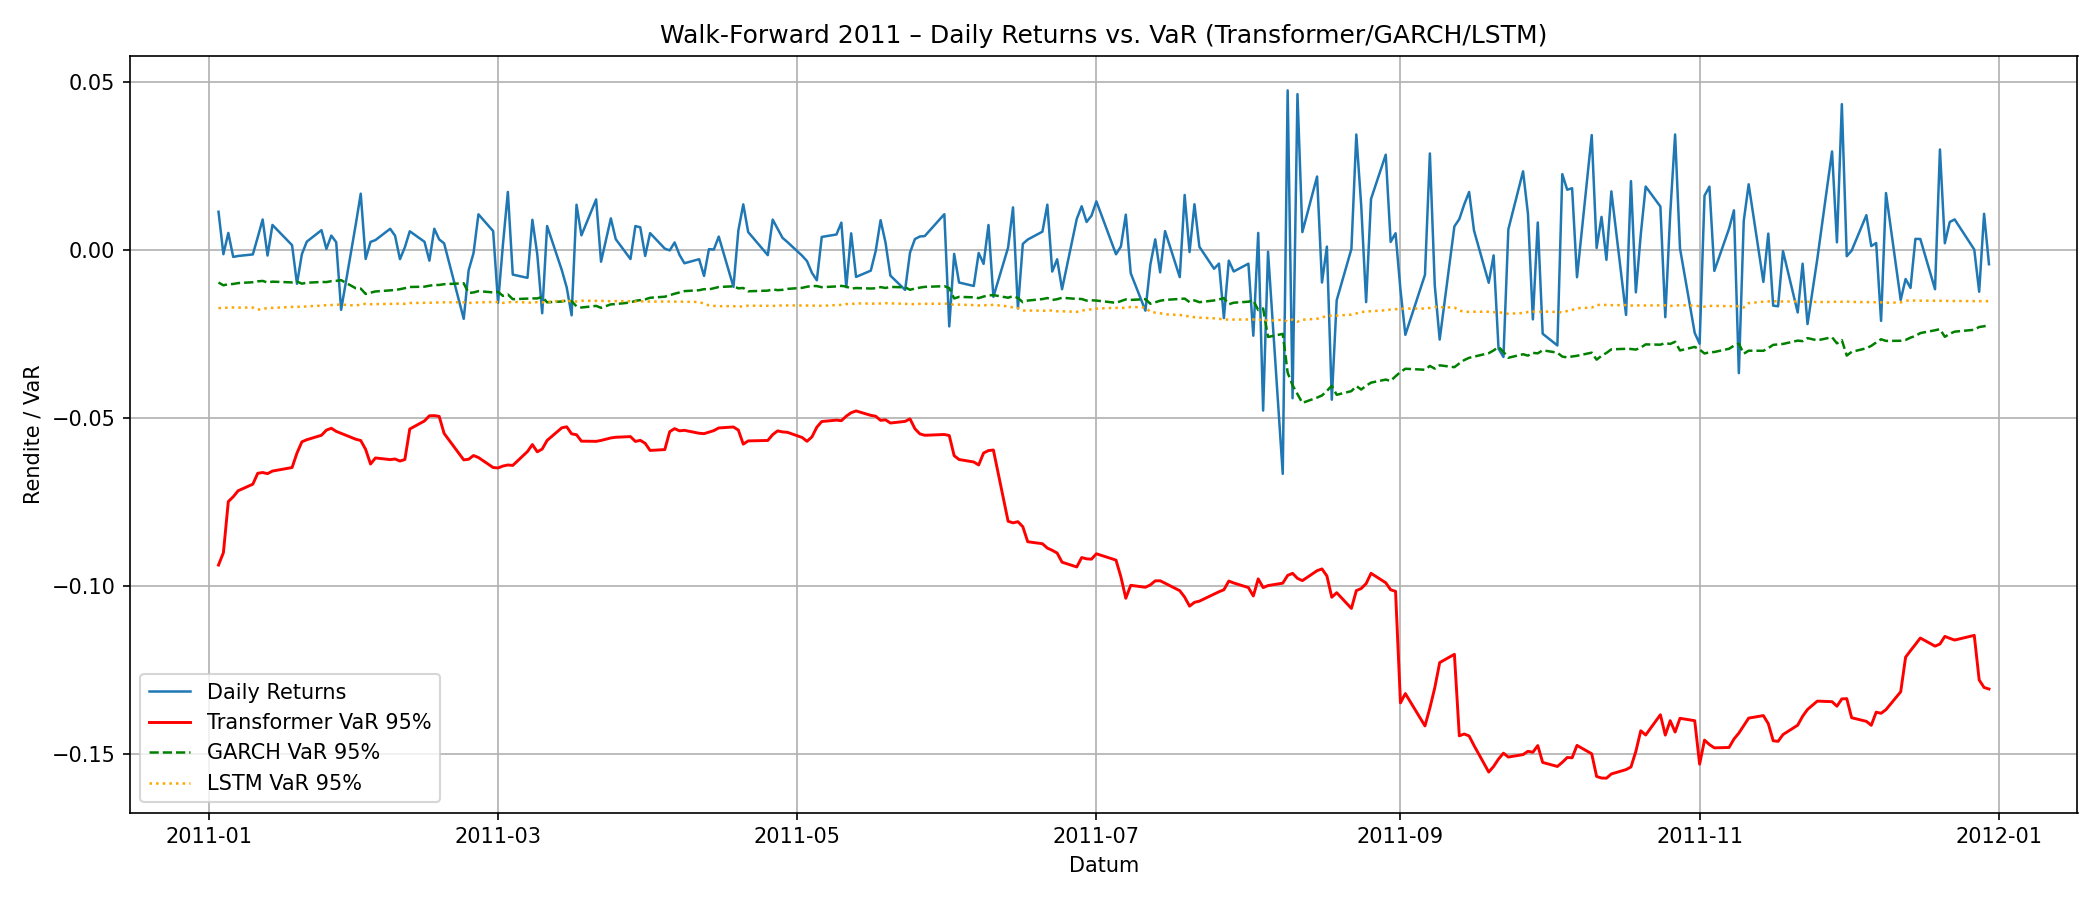 Walk-Forward 2011 – Daily Returns vs. VaR (Transformer/GARCH/LSTM)
Rendite / VaR
0.05
0.00
−0.05
−0.10
−0.15
Daily Returns
Transformer VaR 95%
GARCH VaR 95%
LSTM VaR 95%
2011-01 2011-03 2011-05 2011-07 2011-09 2011-11 2012-01
Datum